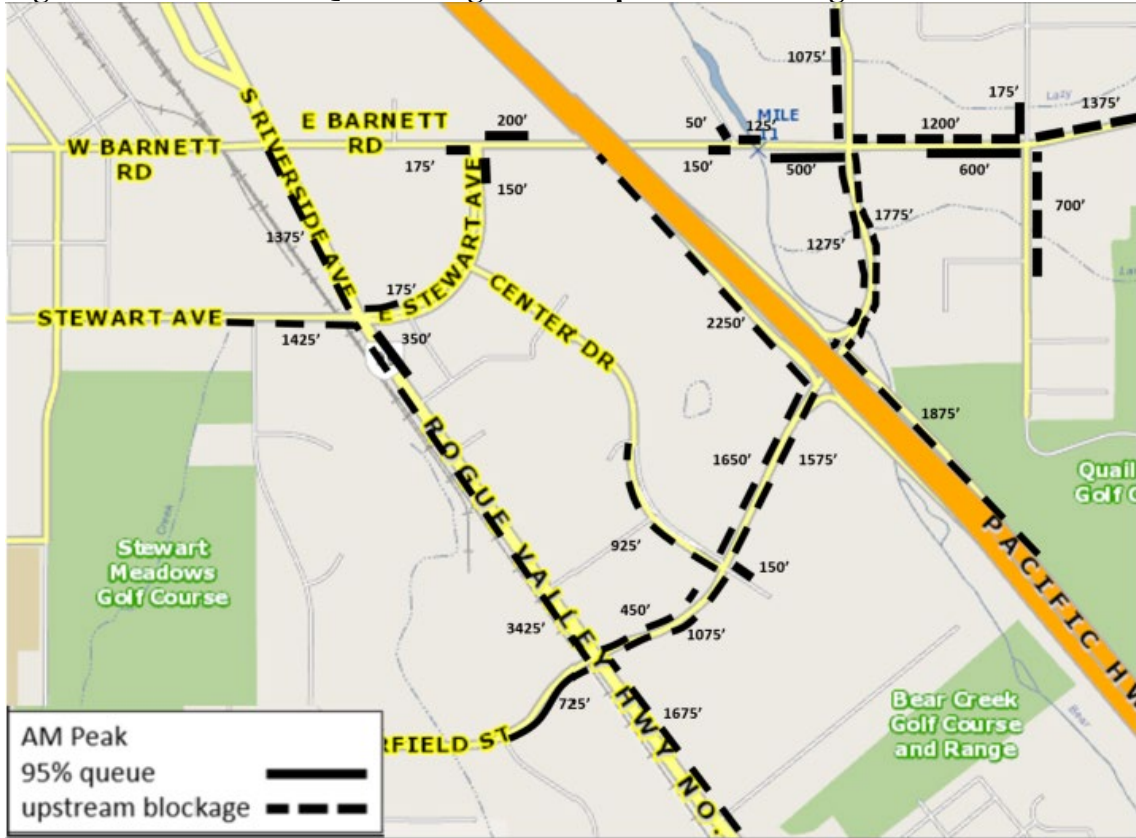 1075'
175'
Lazy
1375'
S RIVERSIDE AVE
E BARNETT
RD
200'
50'
125'
MILE
11
1200'
W BARNETT
RD
175'
150'
150'
500'
600'
700'
1775'
1275'
1375'
E STEWART AVE
175'
CENTER DR
STEWART AVE
1425'
350'
2250'
1875'
ROGUE VALLEY HWY NO.
1650'
1575'
Quail
Golf C
Creek
PACIFIC HW
Stewart
Meadows
Golf Course
925'
150'
450'
3425'
1075'
725'
1675'
Bear Creek
Golf Course
and Range
Bear
RFIELD ST
AM Peak
95% queue
upstream blockage